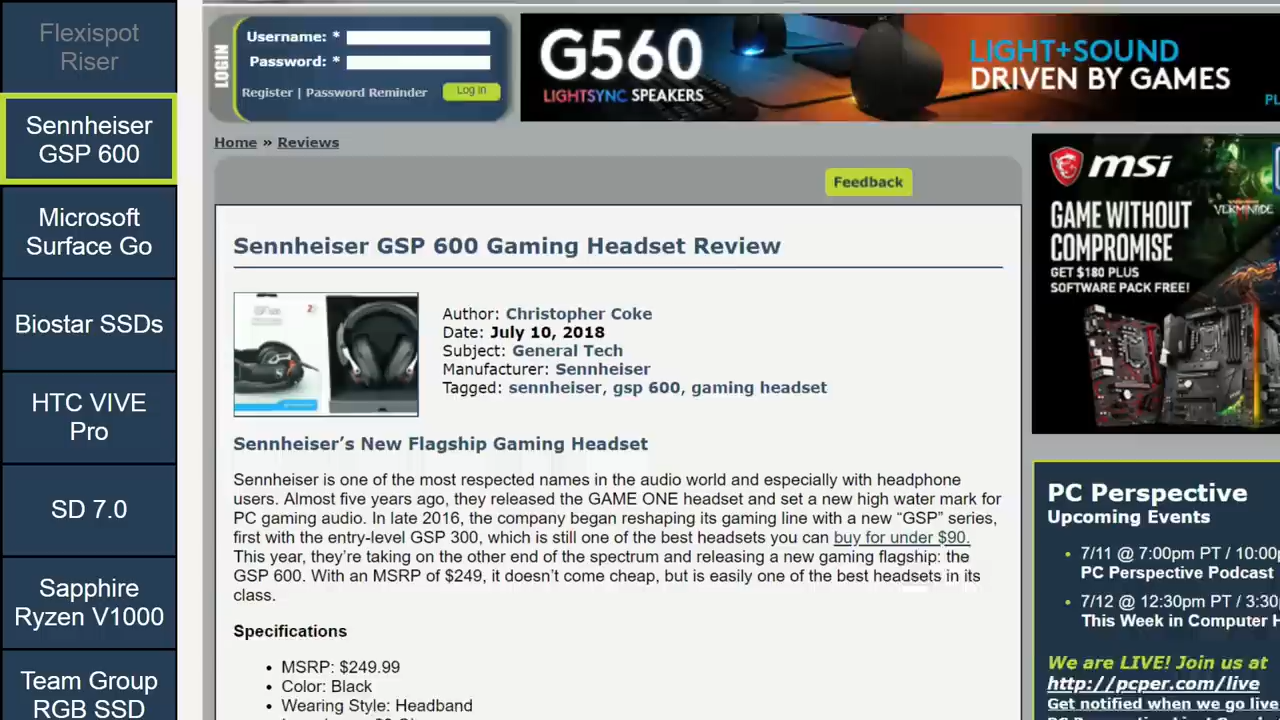 Flexispot
Riser
Sennheiser
GSP 600
Microsoft
Surface Go
Biostar SSDs
HTC VIVE
Pro
SD 7.0
Sapphire
Ryzen V1000
Team Group
RGB SSD
LOGIN
Username: *
Password: *
Register | Password Reminder
Log in
G560
LIGHTSYNC SPEAKERS
LIGHT+SOUND
DRIVEN BY GAMES
Home » Reviews
Feedback
Sennheiser GSP 600 Gaming Headset Review
Author: Christopher Coke
Date: July 10, 2018
Subject: General Tech
Manufacturer: Sennheiser
Tagged: sennheiser, gsp 600, gaming headset
Sennheiser’s New Flagship Gaming Headset
Sennheiser is one of the most respected names in the audio world and especially with headphone
users. Almost five years ago, they released the GAME ONE headset and set a new high water mark for
PC gaming audio. In late 2016, the company began reshaping its gaming line with a new “GSP” series,
first with the entry-level GSP 300, which is still one of the best headsets you can buy for under $90.
This year, they’re taking on the other end of the spectrum and releasing a new gaming flagship: the
GSP 600. With an MSRP of $249, it doesn’t come cheap, but is easily one of the best headsets in its
class.
Specifications
• MSRP: $249.99
• Color: Black
• Wearing Style: Headband
msi
GAME WITHOUT
COMPROMISE
GET $180 PLUS
SOFTWARE PACK FREE!
VERMINTIDE
PC Perspective
Upcoming Events
• 7/11 @ 7:00pm PT / 10:00
PC Perspective Podcast
• 7/12 @ 12:30pm PT / 3:30
This Week in Computer H
We are LIVE! Join us at
http://pcper.com/live
Get notified when we go live